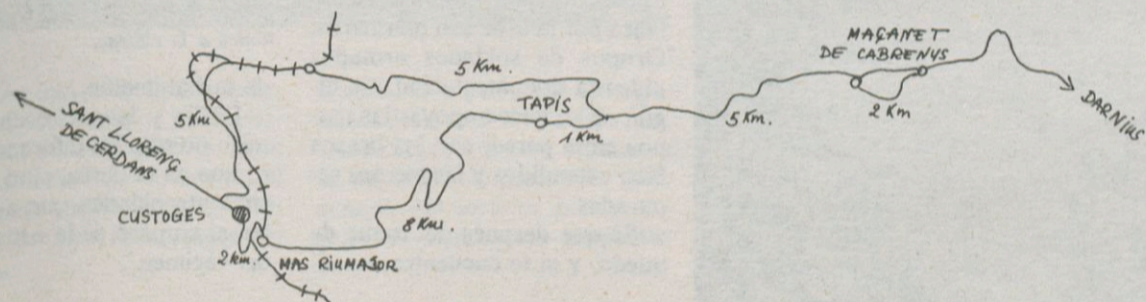 MAÇANET
DE CABRENYS
5 Km.
TAPÍS
1 Km
5 Km.
2 Km
DARNIUS
5 Km
SANT LLORENÇ
DE CERDANS
CUSTOGES
8 Km.
2 Km.
MAS RIUMAJOR